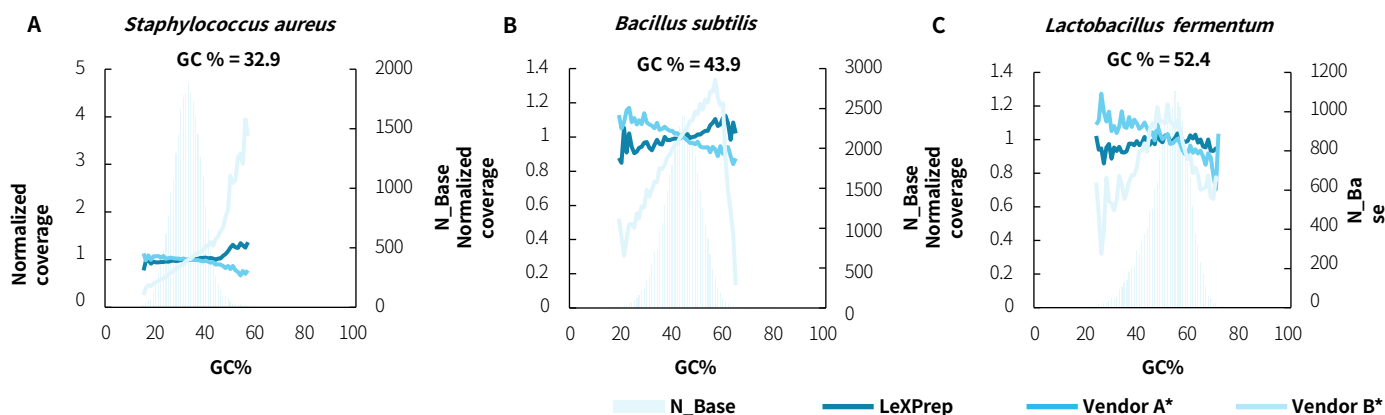 A
Staphylococcus aureus
GC % = 32.9
5
4
3
2
1
0
2000
1500
1000
500
0
0
20
40
60
80
100
Normalized
coverage
N_Base
GC%
B
Bacillus subtilis
GC % = 43.9
1.4
1.2
1
0.8
0.6
0.4
0.2
0
3000
2500
2000
1500
1000
500
0
0
20
40
60
80
100
Normalized
coverage
N_Base
GC%
C
Lactobacillus fermentum
GC % = 52.4
1.4
1.2
1
0.8
0.6
0.4
0.2
0
1200
1000
800
600
400
200
0
0
20
40
60
80
100
Normalized
coverage
N_Ba
se
GC%
N_Base
LeXPrep
Vendor A*
Vendor B*